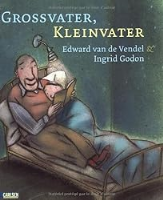 GROSSVATER,
KLEINVATER
Edward van de Vendel &
Ingrid Godon
CARLSEN